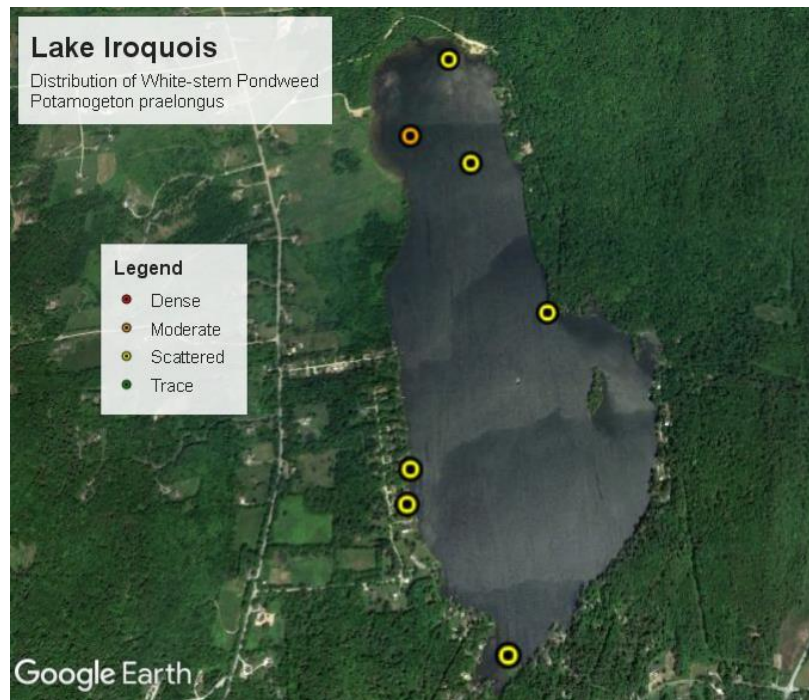 Lake Iroquois
Distribution of White-stem Pondweed
Potamogeton praelongus
Legend
Dense
Moderate
Scattered
Trace
Google Earth